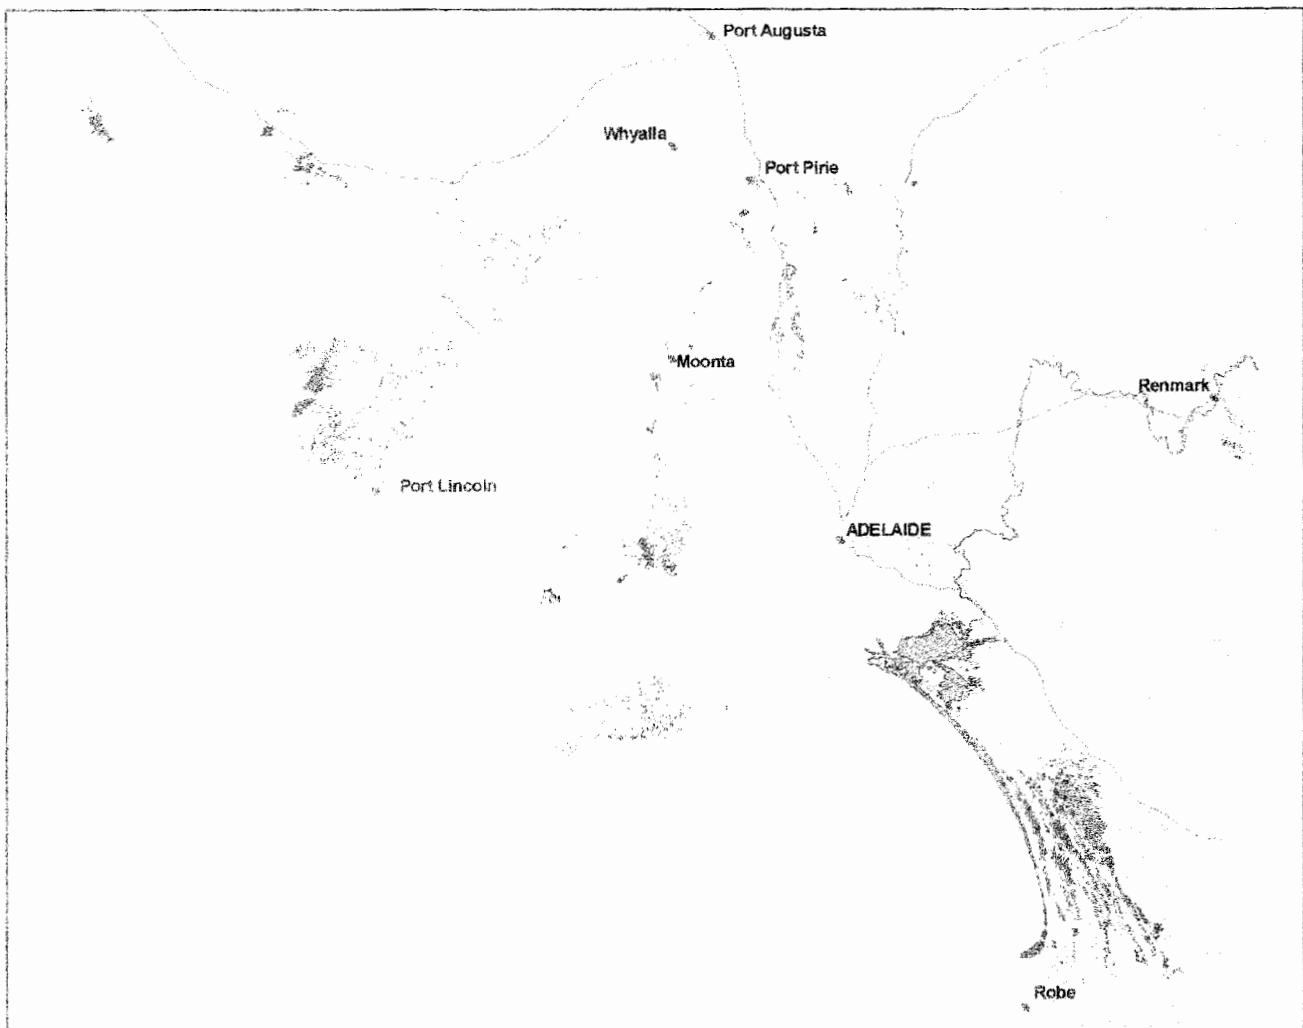 Port Augusta
Whyalla
Port Pirie
Moonta
Renmark
Port Lincoln
ADELAIDE
Robe